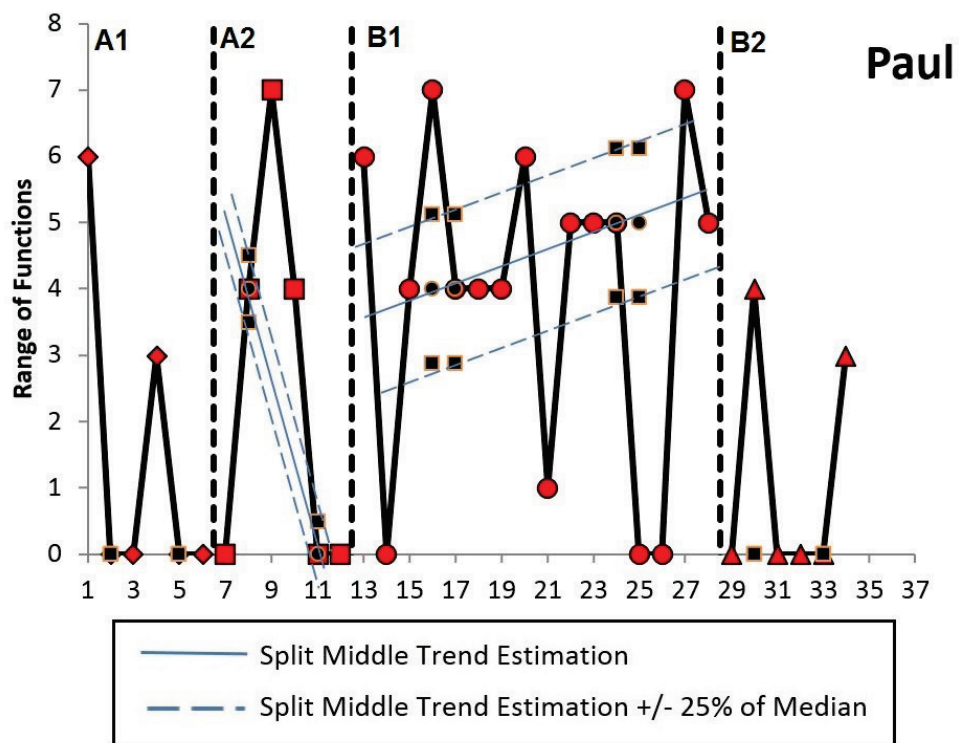 Paul
A1 A2 B1 B2
Range of Functions
8
7
6
5
4
3
2
1
0
1 3 5 7 9 11 13 15 17 19 21 23 25 27 29 31 33 35 37
Split Middle Trend Estimation
Split Middle Trend Estimation +/- 25% of Median